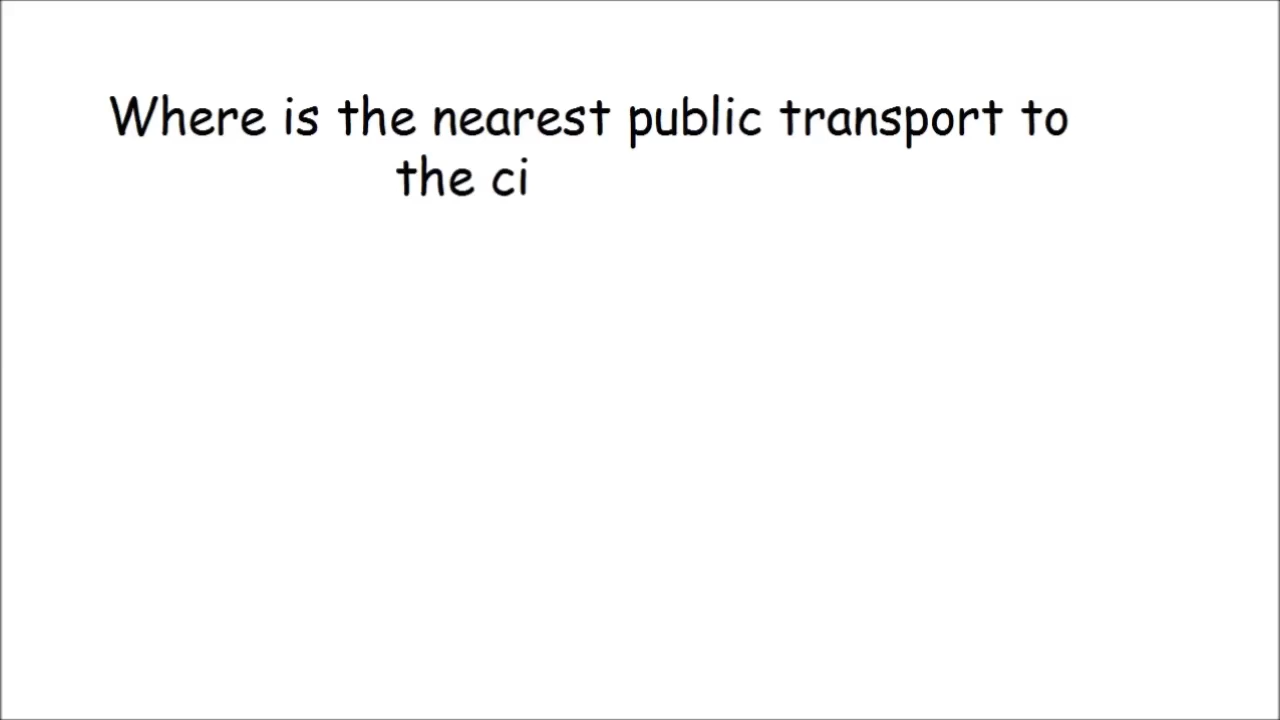 Where is the nearest public transport to
the ci